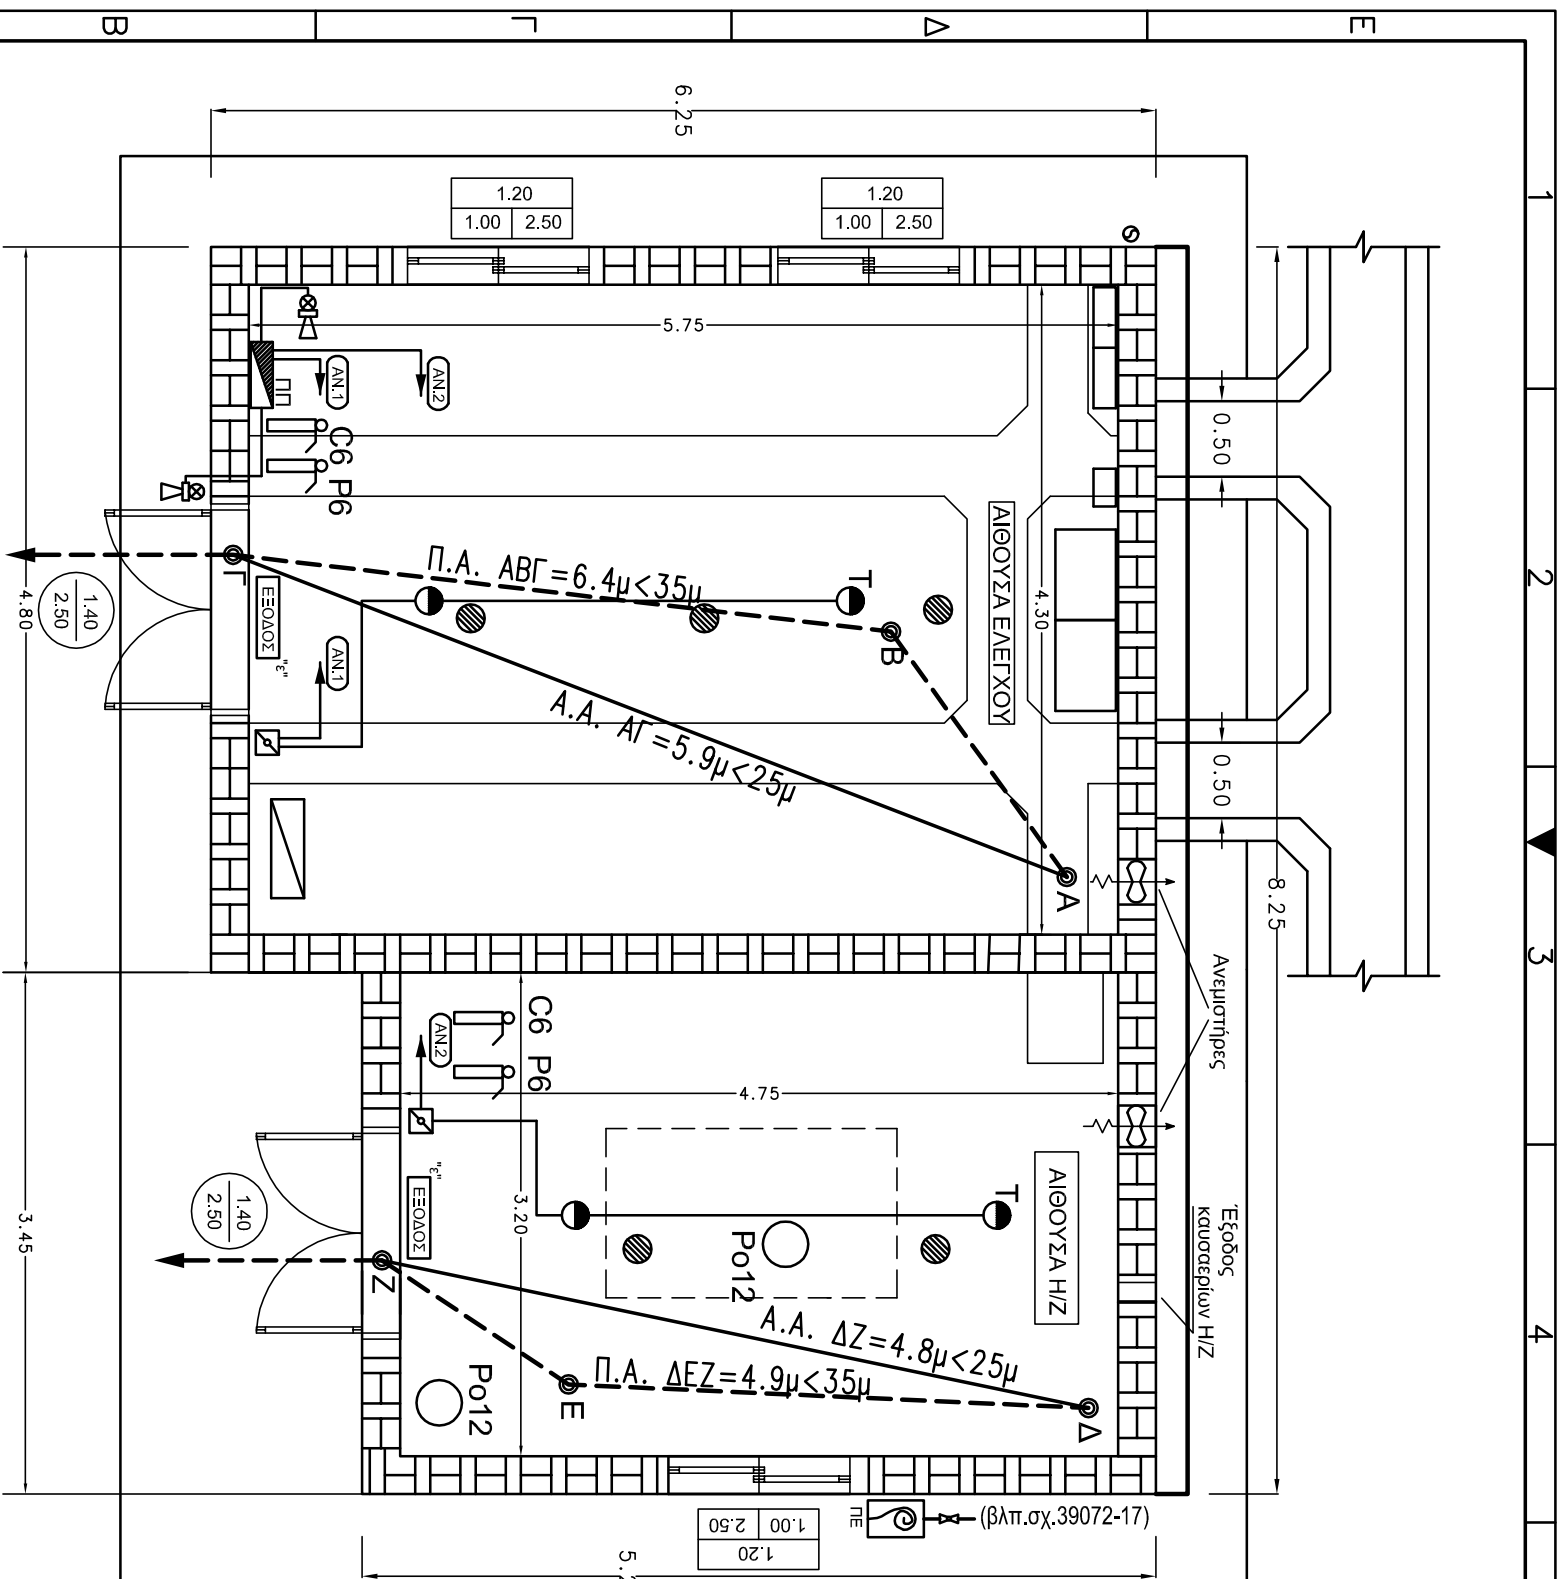 B
Γ
Δ
E
1
2
3
4
6.25
1.20
1.00 2.50
1.20
1.00 2.50
5.75
4.30
4.80
8.25
0.50
0.50
ΑΝ.1
ΑΝ.2
ΠΠ
C6 P6
ΑΙΘΟΥΣΑ ΕΛΕΓΧΟΥ
Π.Α. ΑΒΓ=6.4μ<35μ
Α.Α. ΑΓ=5.9μ<25μ
T
B
Γ
A
ΕΞΟΔΟΣ
"ε"
ΑΝ.1
1.40
2.50
Ανεμιστήρες
C6 P6
ΑΝ.2
4.75
3.20
3.45
ΑΙΘΟΥΣΑ Η/Ζ
T
Po12
Έξοδος
καυσαερίων Η/Ζ
"ε"
ΕΞΟΔΟΣ
1.40
2.50
Α.Α. ΔΖ=4.8μ<25μ
Π.Α. ΔΕΖ=4.9μ<35μ
Z
E
Δ
Po12
ΠΕ
(βλπ.σχ.39072-17)
1.20
1.00 2.50